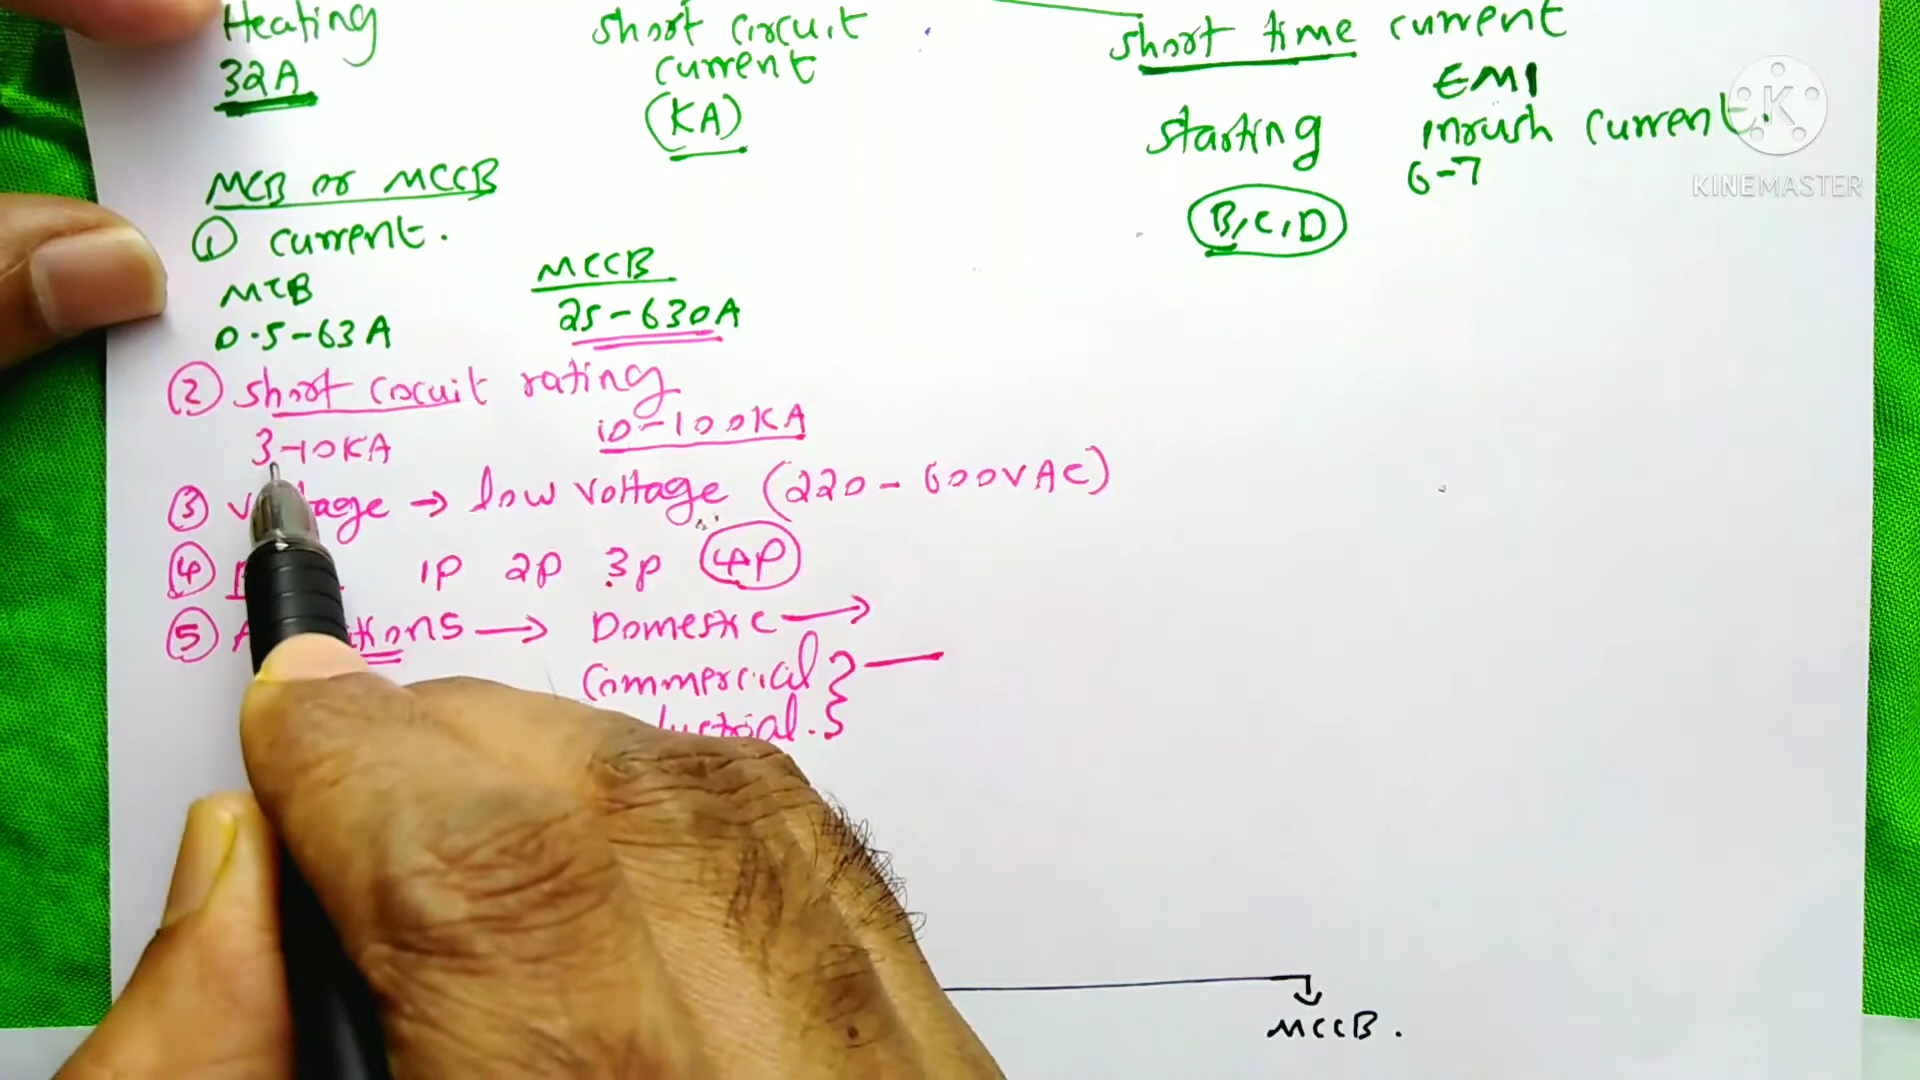 Heating
32A
short circuit
current
(KA)
short time current
EMI
starting inrush current.
6-7
B, C, D
MCB or MCCB
① current.
MCB
0.5-63A
MCCB
25-630A
② short circuit rating
3-10KA
10-100KA
③ voltage → low voltage (220-600VAC)
④ 1P 2P 3P 4P
⑤ → Domestic →
Commercial
MCCB.
KINEMASTER